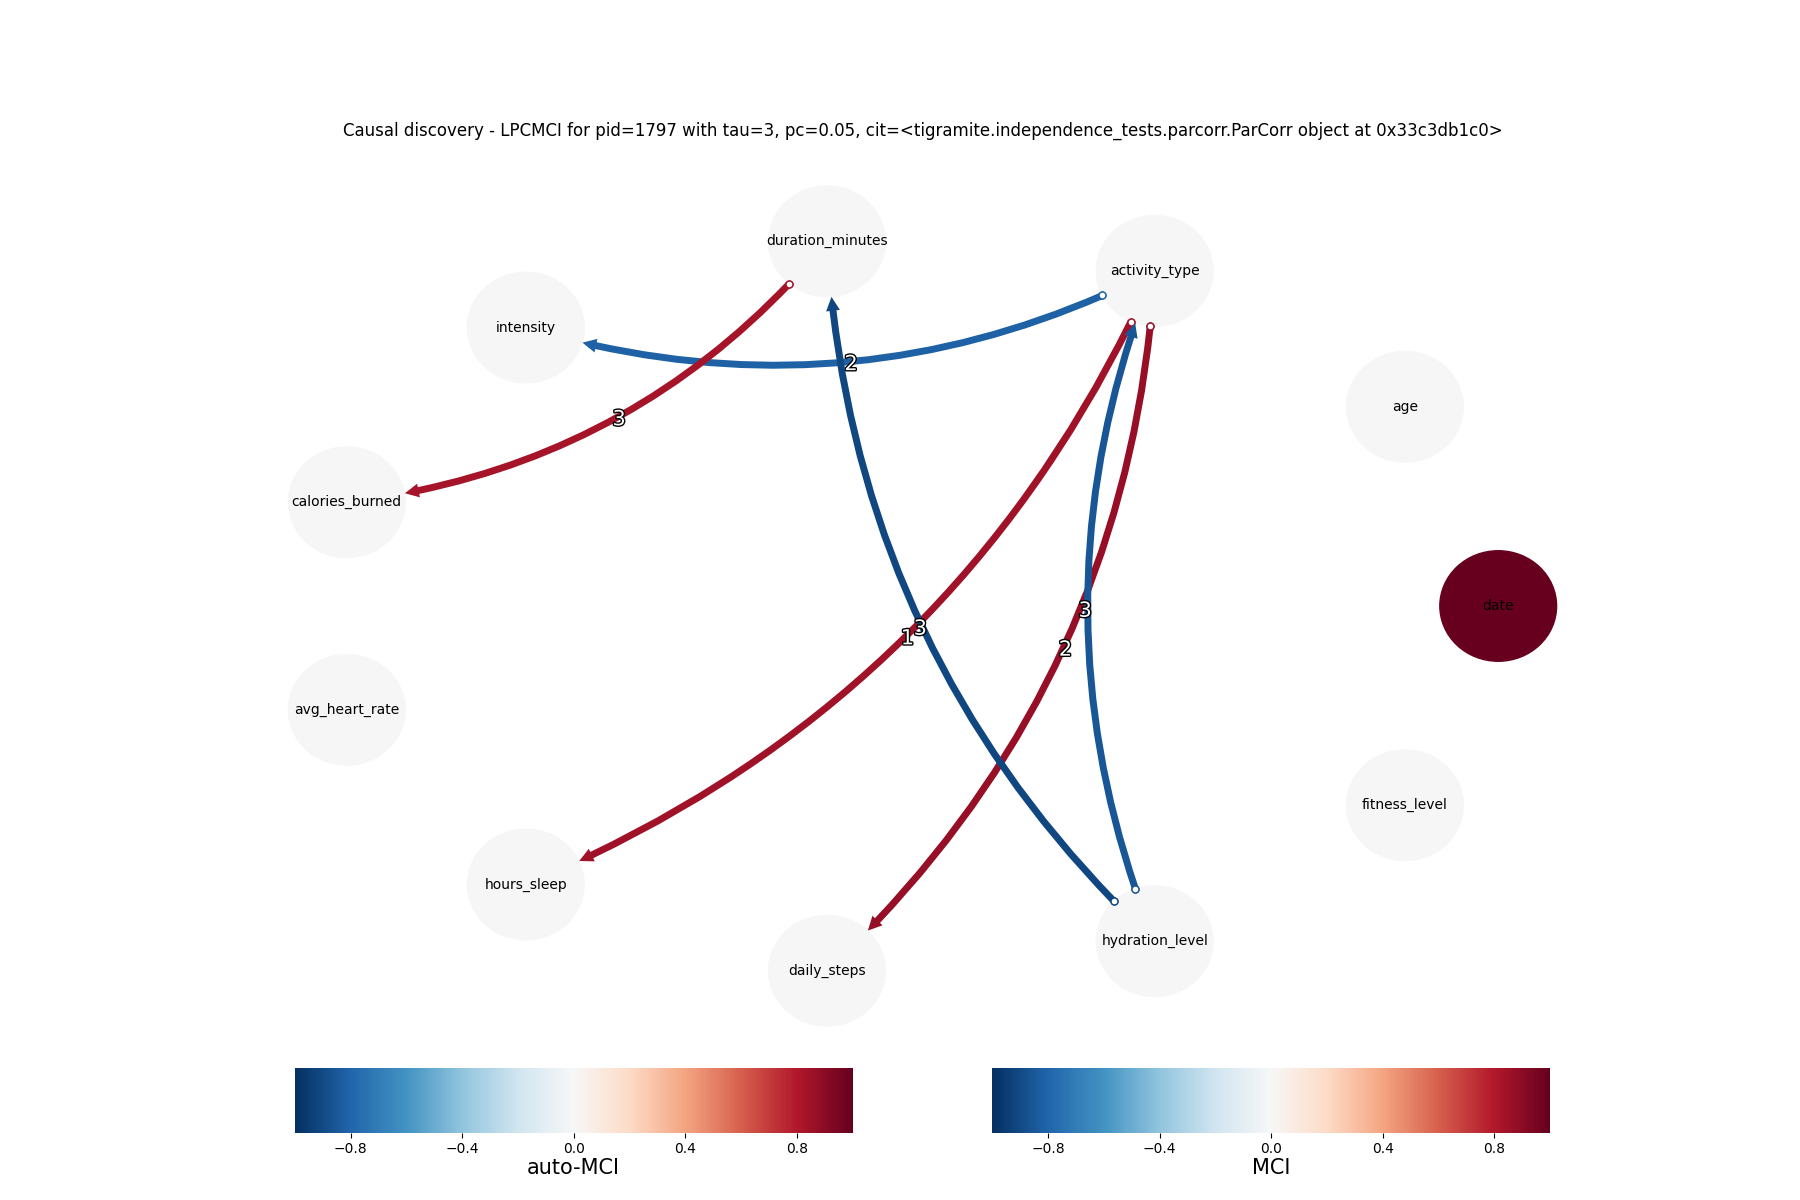 Causal discovery - LPCMCI for pid=1797 with tau=3, pc=0.05, cit=<tigramite.independence_tests.parcorr.ParCorr object at 0x33c3db1c0>
duration_minutes
activity_type
intensity
2
age
3
calories_burned
date
3
3
1
2
avg_heart_rate
fitness_level
hours_sleep
hydration_level
daily_steps
−0.8 −0.4 0.0 0.4 0.8
auto-MCI
−0.8 −0.4 0.0 0.4 0.8
MCI